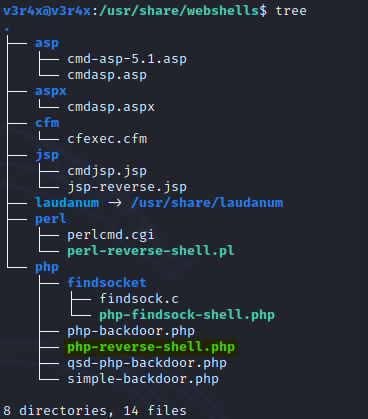 v3r4x@v3r4x:/usr/share/webshells$ tree
.
├── asp
│   ├── cmd-asp-5.1.asp
│   └── cmdasp.asp
├── aspx
│   └── cmdasp.aspx
├── cfm
│   └── cfexec.cfm
├── jsp
│   ├── cmdjsp.jsp
│   └── jsp-reverse.jsp
├── laudanum → /usr/share/laudanum
├── perl
│   ├── perlcmd.cgi
│   └── perl-reverse-shell.pl
└── php
    ├── findsocket
    │   ├── findsock.c
    │   └── php-findsock-shell.php
    ├── php-backdoor.php
    ├── php-reverse-shell.php
    ├── qsd-php-backdoor.php
    └── simple-backdoor.php
8 directories, 14 files